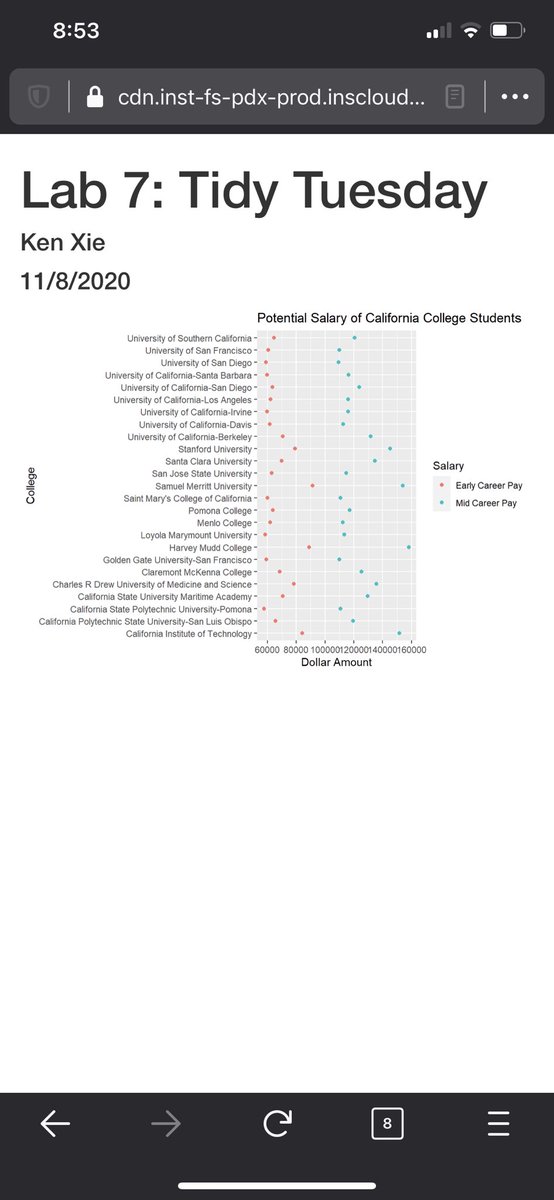 8:53
cdn.inst-fs-pdx-prod.inscloud...
Lab 7: Tidy Tuesday
Ken Xie
11/8/2020
Potential Salary of California College Students
University of Southern California
University of San Francisco
University of San Diego
University of California-Santa Barbara
University of California-San Diego
University of California-Los Angeles
University of California-Irvine
University of California-Davis
University of California-Berkeley
Stanford University
Santa Clara University
San Jose State University
Samuel Merritt University
Saint Mary's College of California
Pomona College
Menlo College
Loyola Marymount University
Harvey Mudd College
Golden Gate University-San Francisco
Claremont McKenna College
Charles R Drew University of Medicine and Science
California State University Maritime Academy
California State Polytechnic University-Pomona
California Polytechnic State University-San Luis Obispo
California Institute of Technology
College
Salary
Early Career Pay
Mid Career Pay
60000 80000 100000120000140000160000
Dollar Amount
8